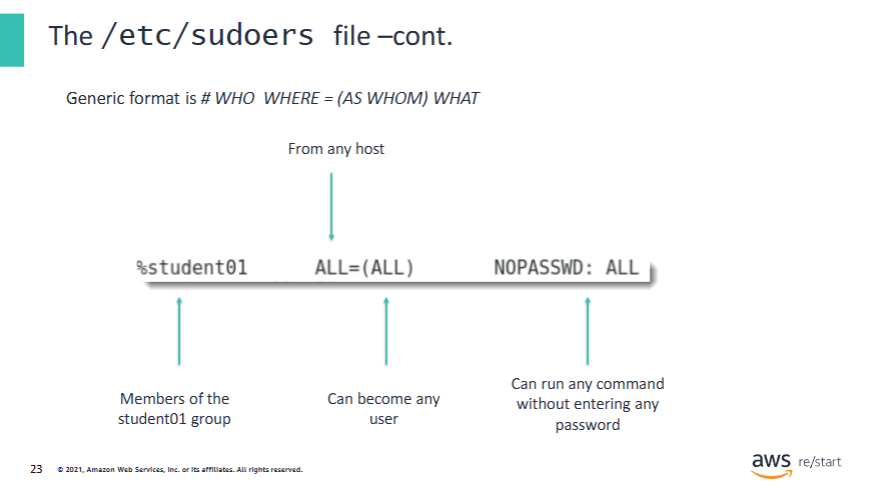 The /etc/sudoers file –cont.
Generic format is # WHO WHERE = (AS WHOM) WHAT
From any host
%student01 ALL=(ALL) NOPASSWD: ALL
Members of the
student01 group
Can become any
user
Can run any command
without entering any
password
23 © 2021, Amazon Web Services, Inc. or its affiliates. All rights reserved.
aws re/start